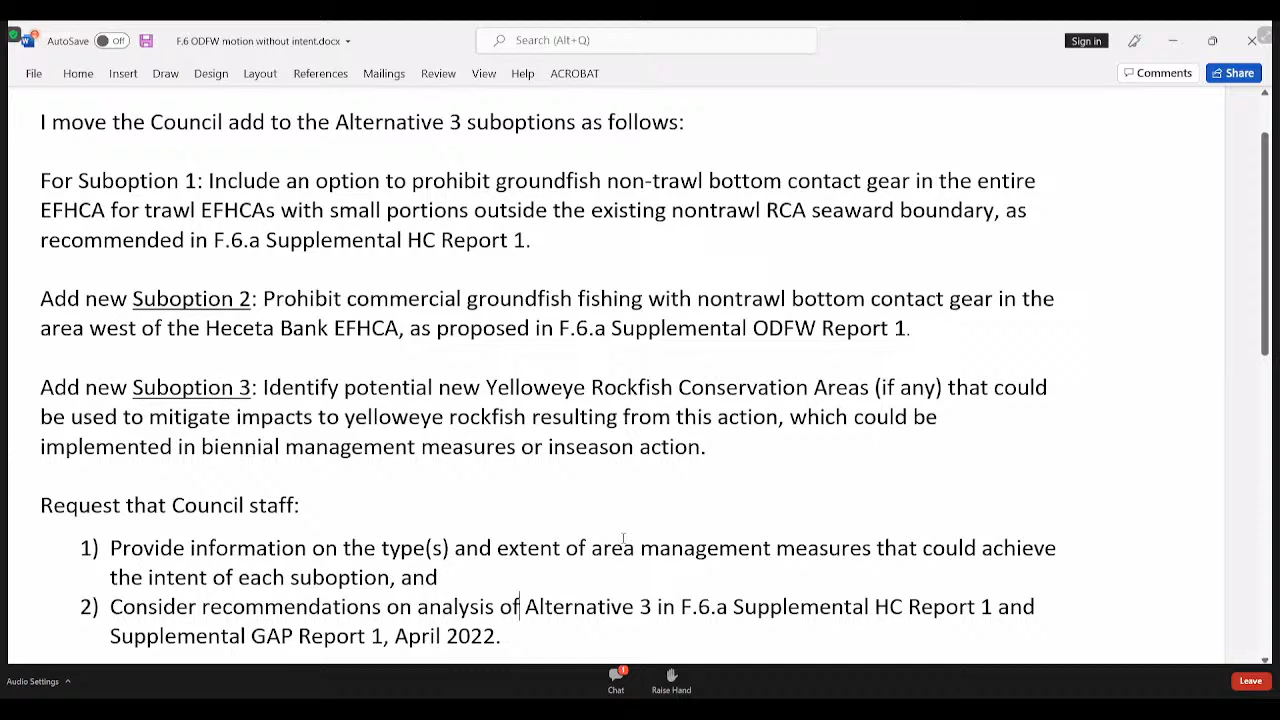 AutoSave Off F.6 ODFW motion without intent.docx Search (Alt+Q) Sign in
File Home Insert Draw Design Layout References Mailings Review View Help ACROBAT Comments Share
I move the Council add to the Alternative 3 suboptions as follows:
For Suboption 1: Include an option to prohibit groundfish non-trawl bottom contact gear in the entire
EFHCA for trawl EFHCAs with small portions outside the existing nontrawl RCA seaward boundary, as
recommended in F.6.a Supplemental HC Report 1.
Add new Suboption 2: Prohibit commercial groundfish fishing with nontrawl bottom contact gear in the
area west of the Heceta Bank EFHCA, as proposed in F.6.a Supplemental ODFW Report 1.
Add new Suboption 3: Identify potential new Yelloweye Rockfish Conservation Areas (if any) that could
be used to mitigate impacts to yelloweye rockfish resulting from this action, which could be
implemented in biennial management measures or inseason action.
Request that Council staff:
1) Provide information on the type(s) and extent of area management measures that could achieve
the intent of each suboption, and
2) Consider recommendations on analysis of Alternative 3 in F.6.a Supplemental HC Report 1 and
Supplemental GAP Report 1, April 2022.
Audio Settings 1 Chat Raise Hand Leave